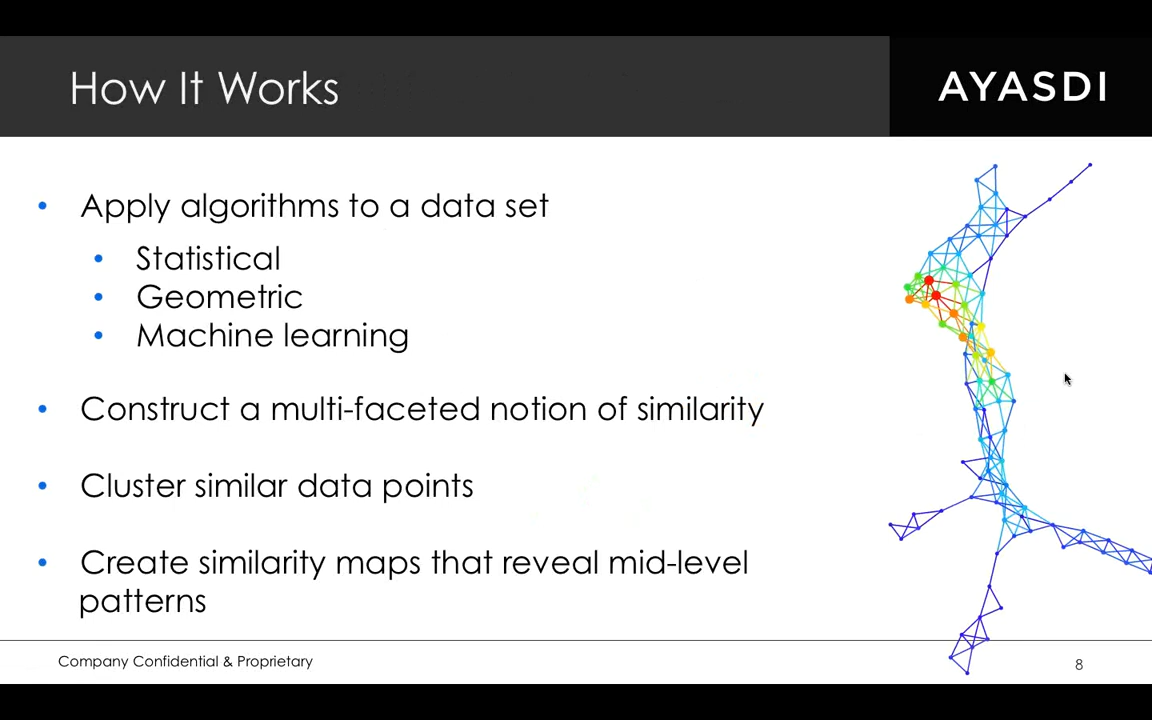 How It Works
AYASDI
• Apply algorithms to a data set
• Statistical
• Geometric
• Machine learning
• Construct a multi-faceted notion of similarity
• Cluster similar data points
• Create similarity maps that reveal mid-level
patterns
Company Confidential & Proprietary
8